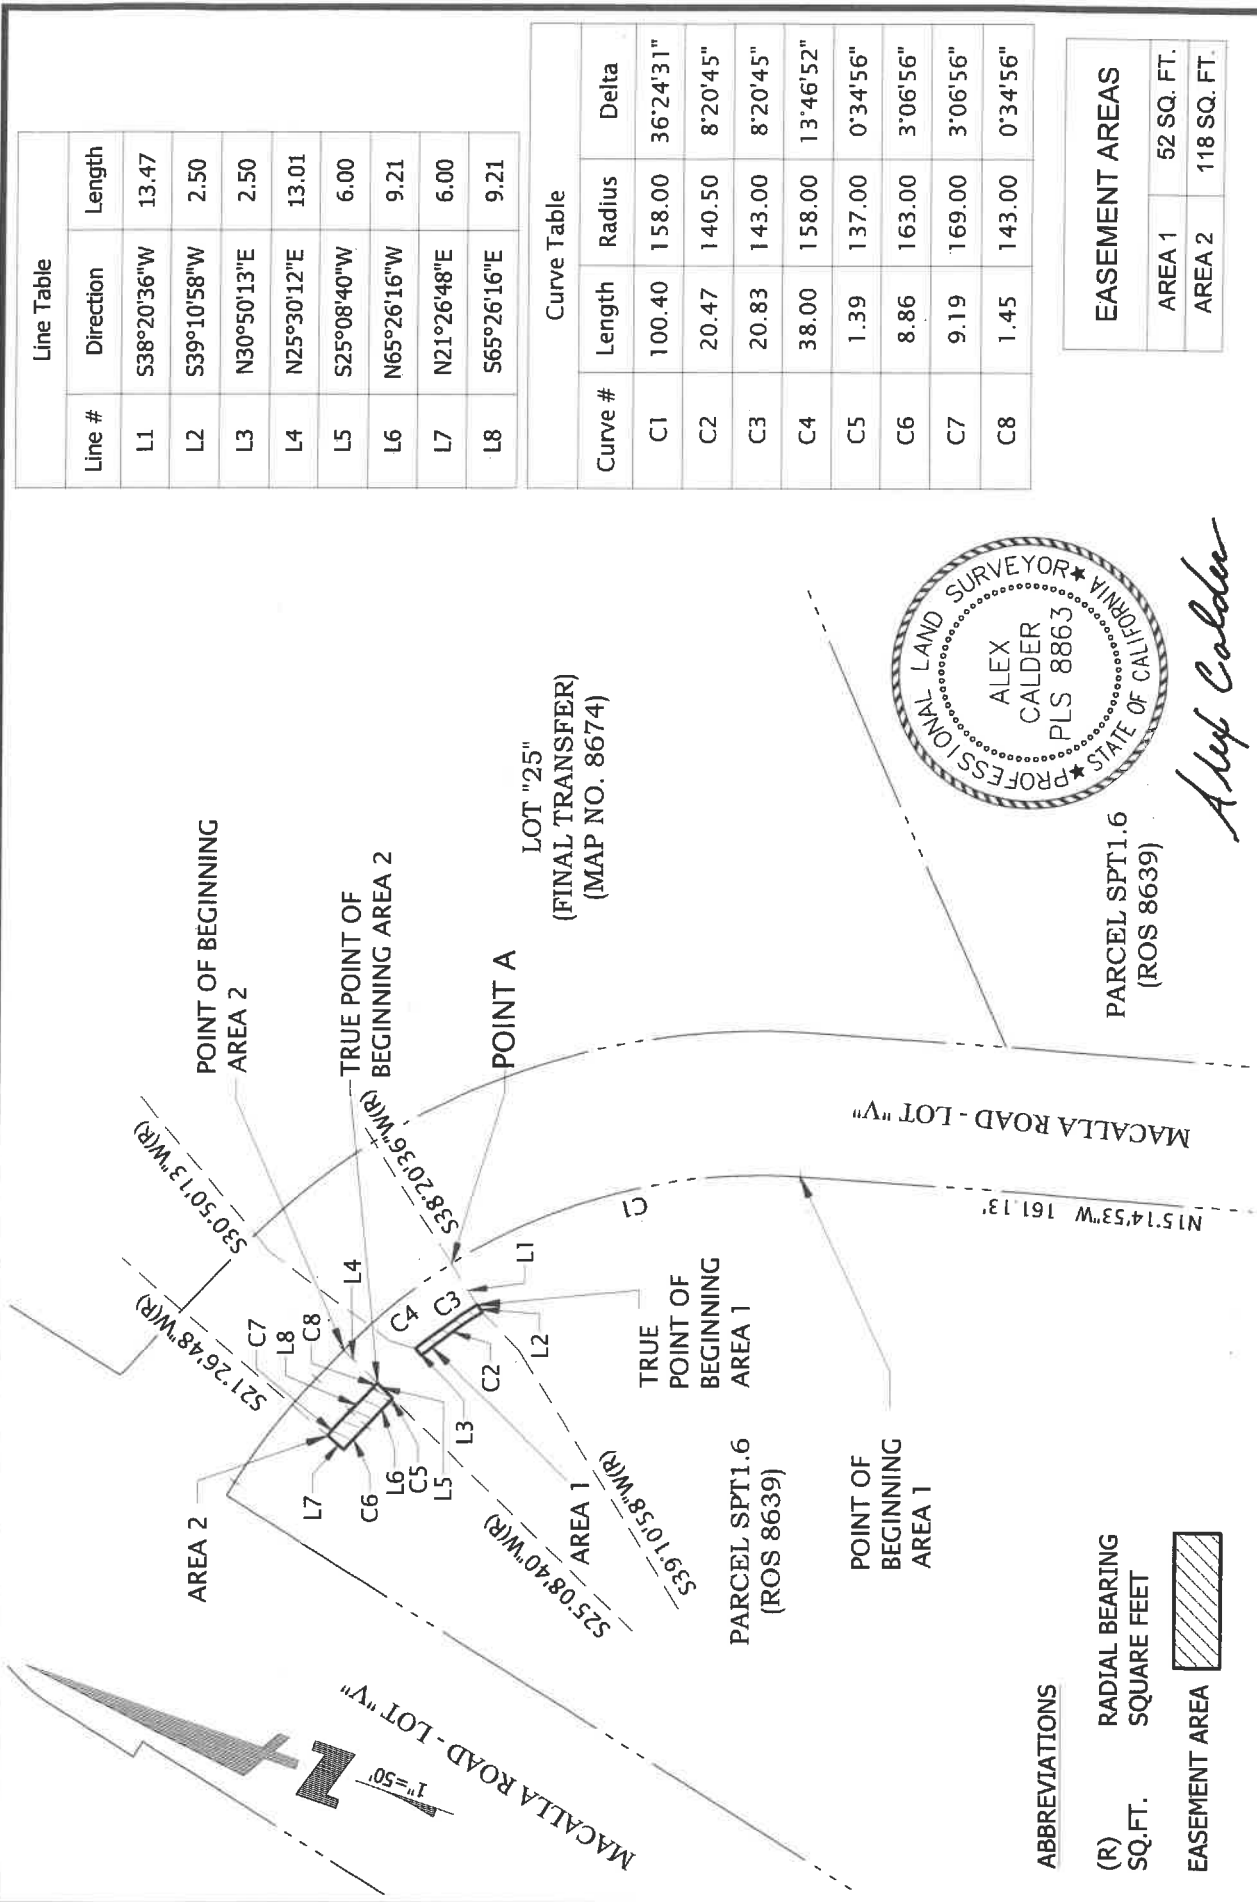 Line Table
Line # Direction Length
L1 S38°20'36"W 13.47
L2 S39°10'58"W 2.50
L3 N30°50'13"E 2.50
L4 N25°30'12"E 13.01
L5 S25°08'40"W 6.00
L6 N65°26'16"W 9.21
L7 N21°26'48"E 6.00
L8 S65°26'16"E 9.21
Curve Table
Curve # Length Radius Delta
C1 100.40 158.00 36°24'31"
C2 20.47 140.50 8°20'45"
C3 20.83 143.00 8°20'45"
C4 38.00 158.00 13°46'52"
C5 1.39 137.00 0°34'56"
C6 8.86 163.00 3°06'56"
C7 9.19 169.00 3°06'56"
C8 1.45 143.00 0°34'56"
EASEMENT AREAS
AREA 1 52 SQ. FT.
AREA 2 118 SQ. FT.
POINT OF BEGINNING
AREA 2
TRUE POINT OF
BEGINNING AREA 2
POINT A
LOT "25"
(FINAL TRANSFER)
(MAP NO. 8674)
S30°50'13"W(R)
S38°20'36"W(R)
S21°26'48"W(R)
S25°08'40"W(R)
S39°10'58"W(R)
AREA 2
C7
L8
C8
L4
C4
C3
L1
C1
L7
C6
L6
C5
L5
L3
C2
L2
AREA 1
TRUE
POINT OF
BEGINNING
AREA 1
POINT OF
BEGINNING
AREA 1
PARCEL SPT1.6
(ROS 8639)
MACALLA ROAD - LOT "V"
N15°14'53"W 161.13'
PARCEL SPT1.6
(ROS 8639)
PROFESSIONAL LAND SURVEYOR
ALEX
CALDER
PLS 8863
STATE OF CALIFORNIA
Alex Calder
1"=50'
MACALLA ROAD - LOT "V"
ABBREVIATIONS
(R) RADIAL BEARING
SQ.FT. SQUARE FEET
EASEMENT AREA